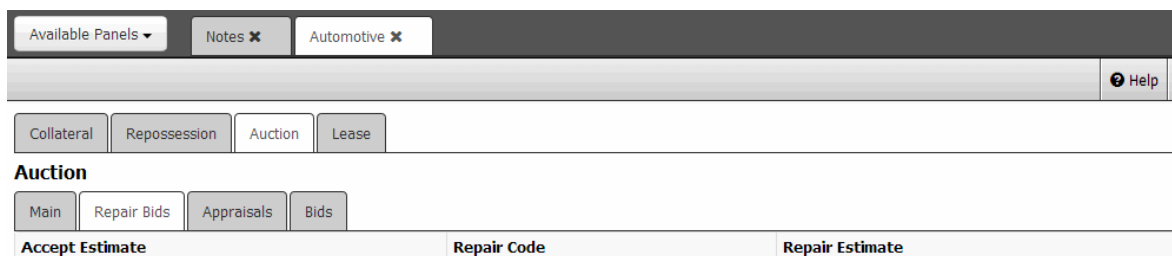 Available Panels Notes Automotive
Help
Collateral Repossession Auction Lease
Auction
Main Repair Bids Appraisals Bids
Accept Estimate Repair Code Repair Estimate